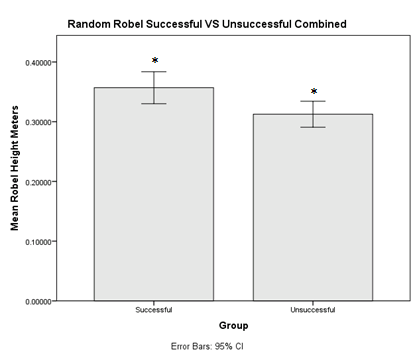 Random Robel Successful VS Unsuccessful Combined
Mean Robel Height Meters
0.40000
0.30000
0.20000
0.10000
0.00000
*
*
Successful
Unsuccessful
Group
Error Bars: 95% CI